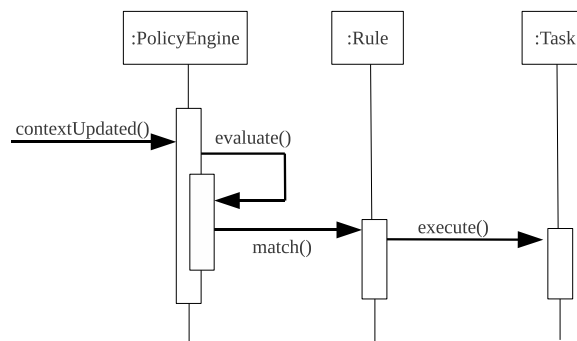 :PolicyEngine
:Rule
:Task
contextUpdated()
evaluate()
match()
execute()